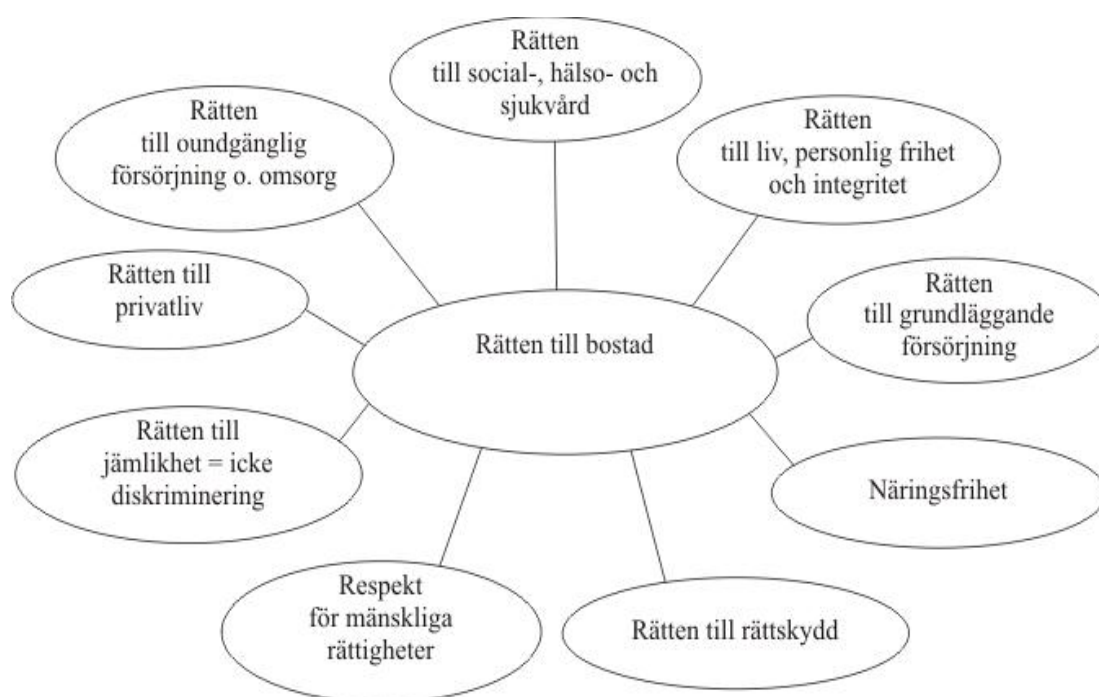 Rätten
till social-, hälso- och
sjukvård
Rätten
till oundgänglig
försörjning o. omsorg
Rätten
till liv, personlig frihet
och integritet
Rätten till
privatliv
Rätten
till grundläggande
försörjning
Rätten till bostad
Rätten till
jämlikhet = icke
diskriminering
Näringsfrihet
Respekt
för mänskliga
rättigheter
Rätten till rättskydd